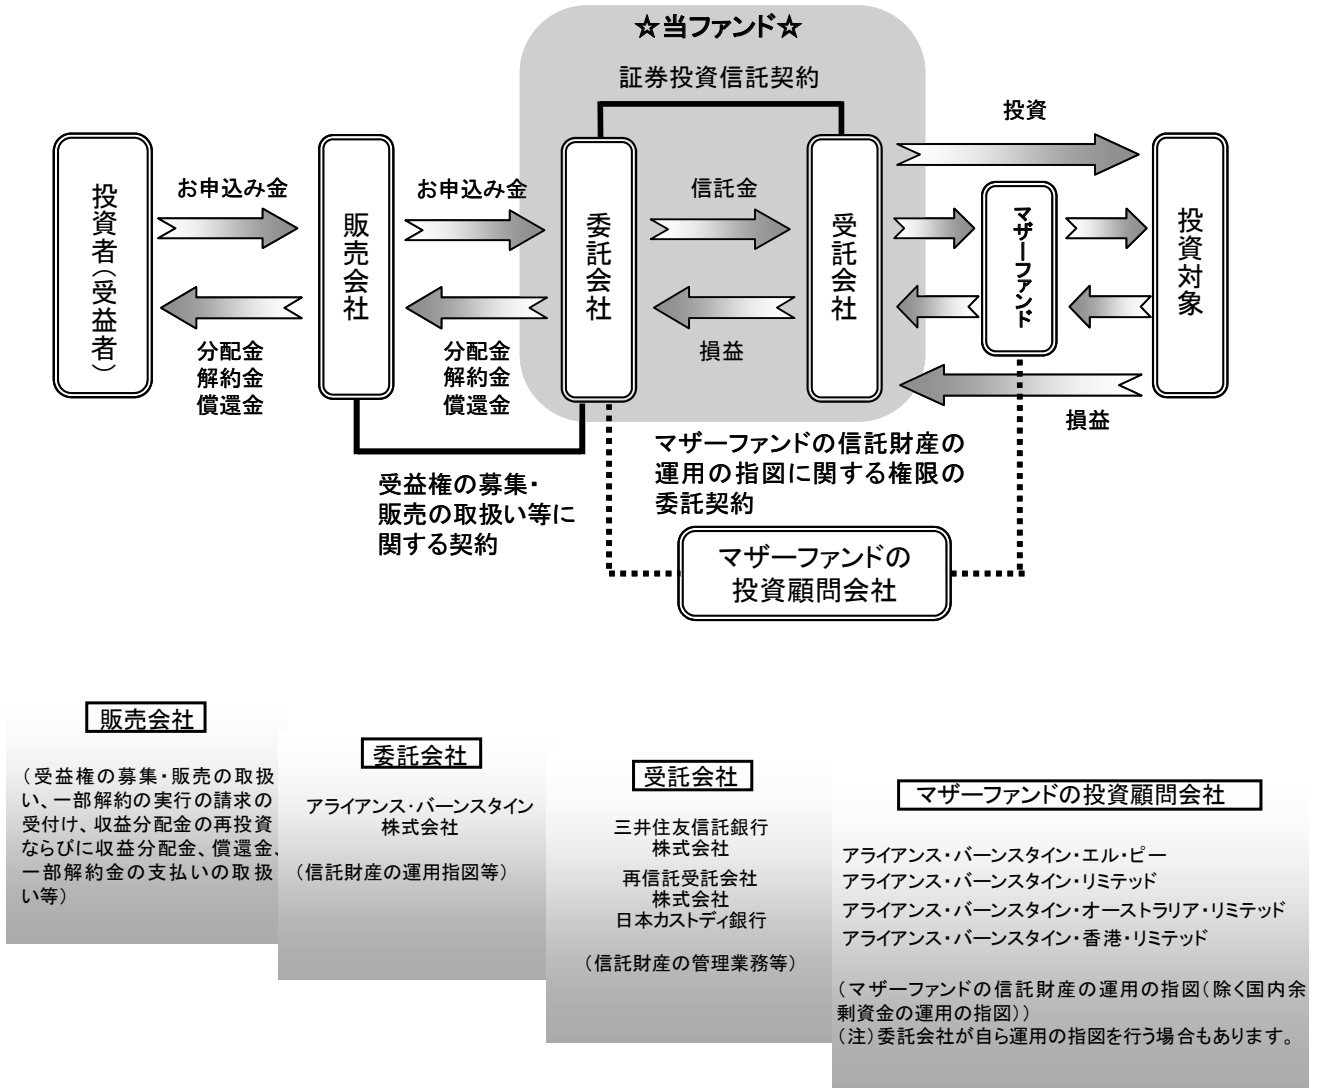 ☆当ファンド☆
証券投資信託契約
投資
投資者（受益者）
お申込み金
販売会社
お申込み金
委託会社
信託金
受託会社
マザーファンド
投資対象
分配金
解約金
償還金
分配金
解約金
償還金
損益
損益
受益権の募集・
販売の取扱い等に
関する契約
マザーファンドの信託財産の
運用の指図に関する権限の
委託契約
マザーファンドの
投資顧問会社
販売会社
（受益権の募集・販売の取扱
い、一部解約の実行の請求の
受付け、収益分配金の再投資
ならびに収益分配金、償還金、
一部解約金の支払いの取扱
い等）
委託会社
アライアンス・バーンスタイン
株式会社
（信託財産の運用指図等）
受託会社
三井住友信託銀行
株式会社
再信託受託会社
株式会社
日本カストディ銀行
（信託財産の管理業務等）
マザーファンドの投資顧問会社
アライアンス・バーンスタイン・エル・ピー
アライアンス・バーンスタイン・リミテッド
アライアンス・バーンスタイン・オーストラリア・リミテッド
アライアンス・バーンスタイン・香港・リミテッド
（マザーファンドの信託財産の運用の指図（除く国内余
剰資金の運用の指図））
（注）委託会社が自ら運用の指図を行う場合もあります。